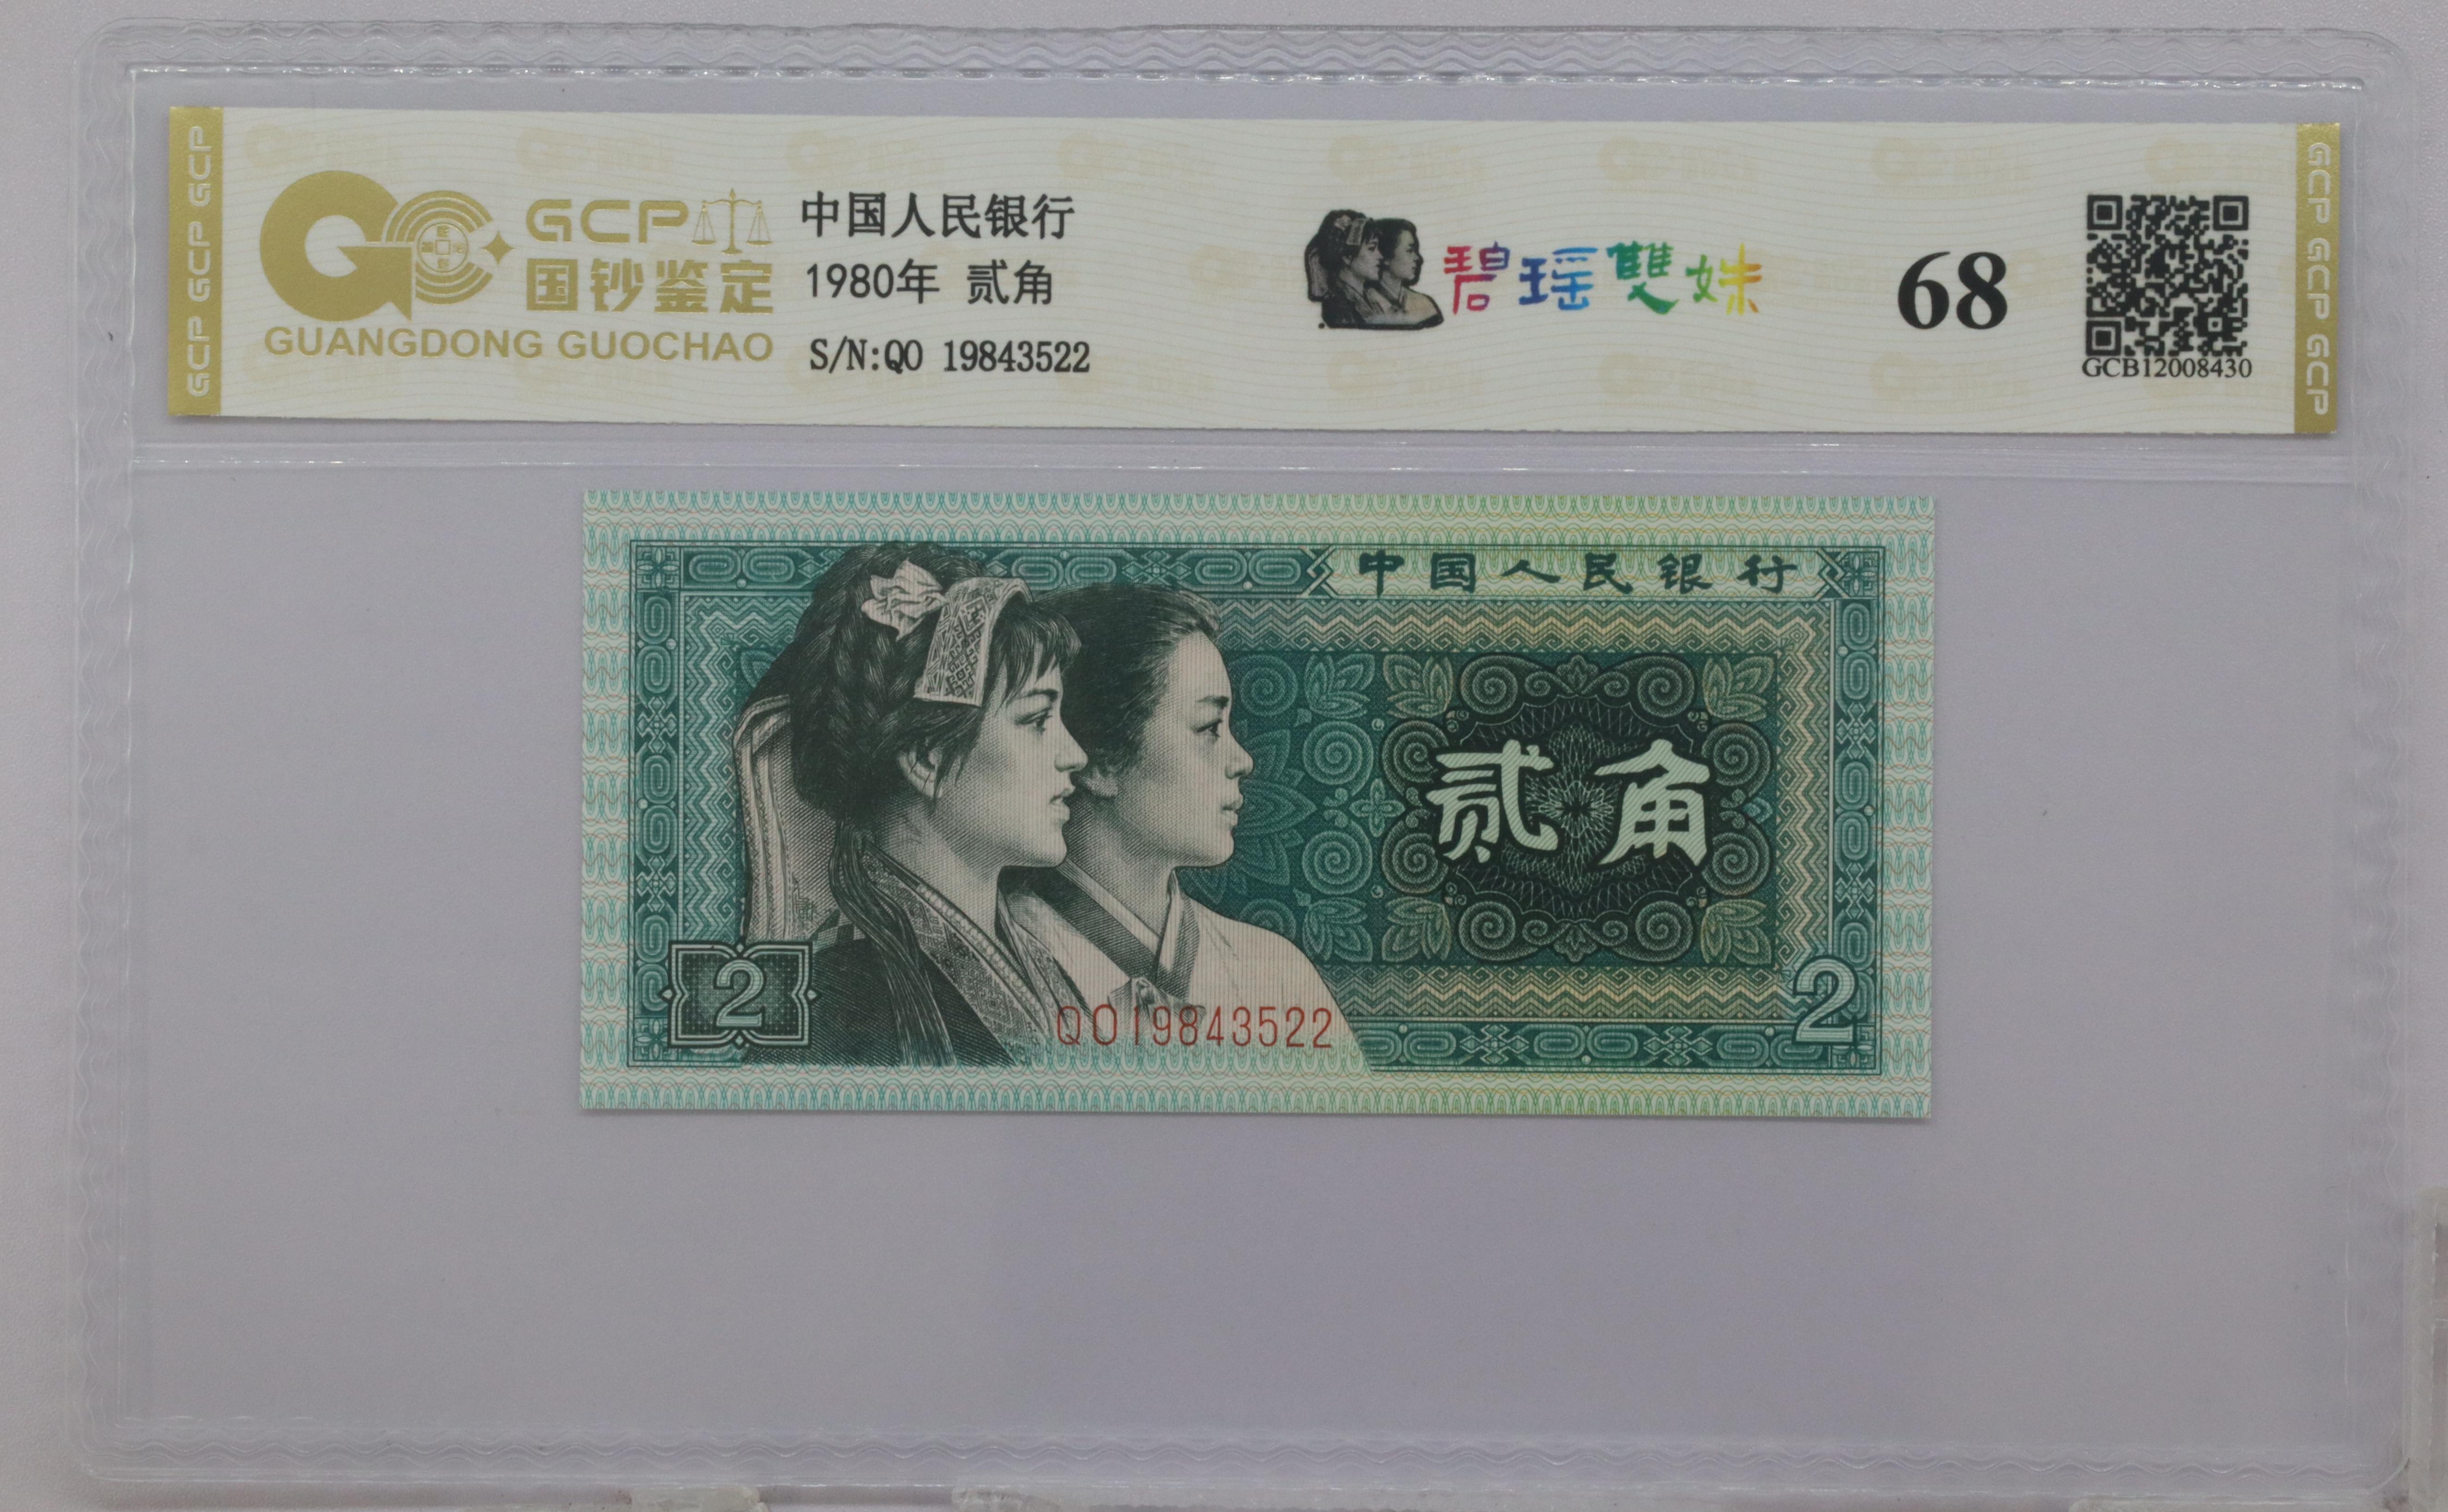 GCP GCP GCP
GCP
国钞鉴定
GUANGDONG GUOCHAO
中国人民银行
1980年 贰角
S/N:QO 19843522
碧瑶雙妹
68
GCB12008430
GCP GCP GCP
中国人民银行
贰角
2
QO19843522
2